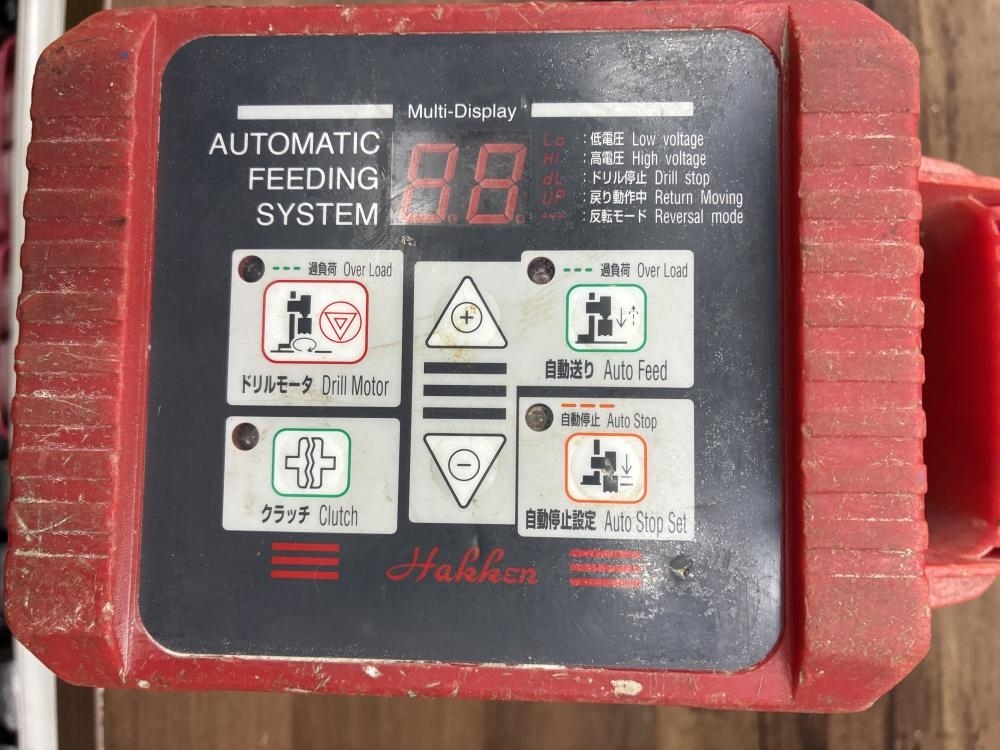 Multi-Display
AUTOMATIC
FEEDING
SYSTEM
88
Lo : 低電圧 Low voltage
HI : 高電圧 High voltage
dL : ドリル停止 Drill stop
UP : 戻り動作中 Return Moving
: 反転モード Reversal mode
過負荷 Over Load
ドリルモータ Drill Motor
クラッチ Clutch
+
−
過負荷 Over Load
自動送り Auto Feed
自動停止 Auto Stop
自動停止設定 Auto Stop Set
Hakken